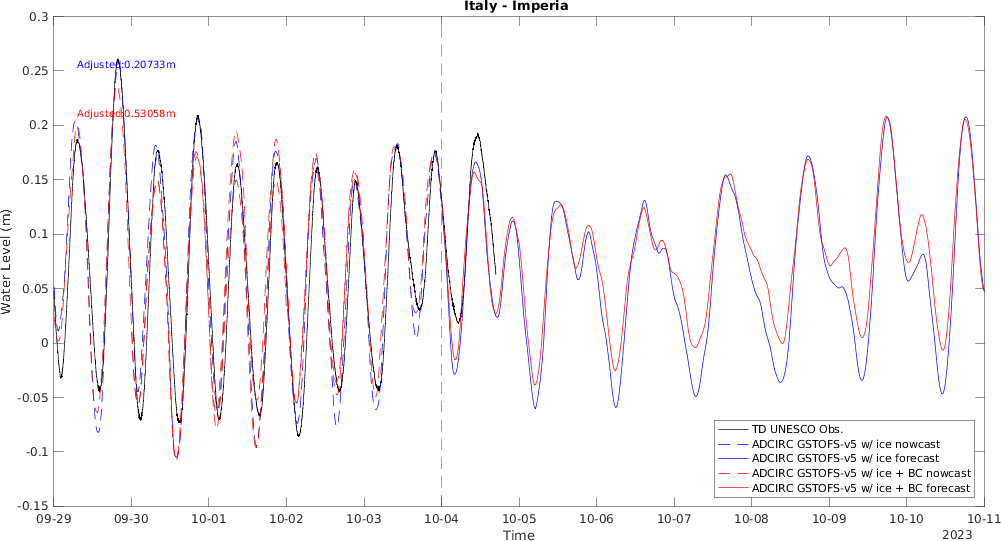 Italy - Imperia
0.3
0.25
0.2
0.15
0.1
0.05
0
-0.05
-0.1
-0.15
Water Level (m)
Adjusted:0.20733m
Adjusted:0.53058m
TD UNESCO Obs.
ADCIRC GSTOFS-v5 w/ ice nowcast
ADCIRC GSTOFS-v5 w/ ice forecast
ADCIRC GSTOFS-v5 w/ ice + BC nowcast
ADCIRC GSTOFS-v5 w/ ice + BC forecast
09-29 09-30 10-01 10-02 10-03 10-04 10-05 10-06 10-07 10-08 10-09 10-10 10-11
Time
2023